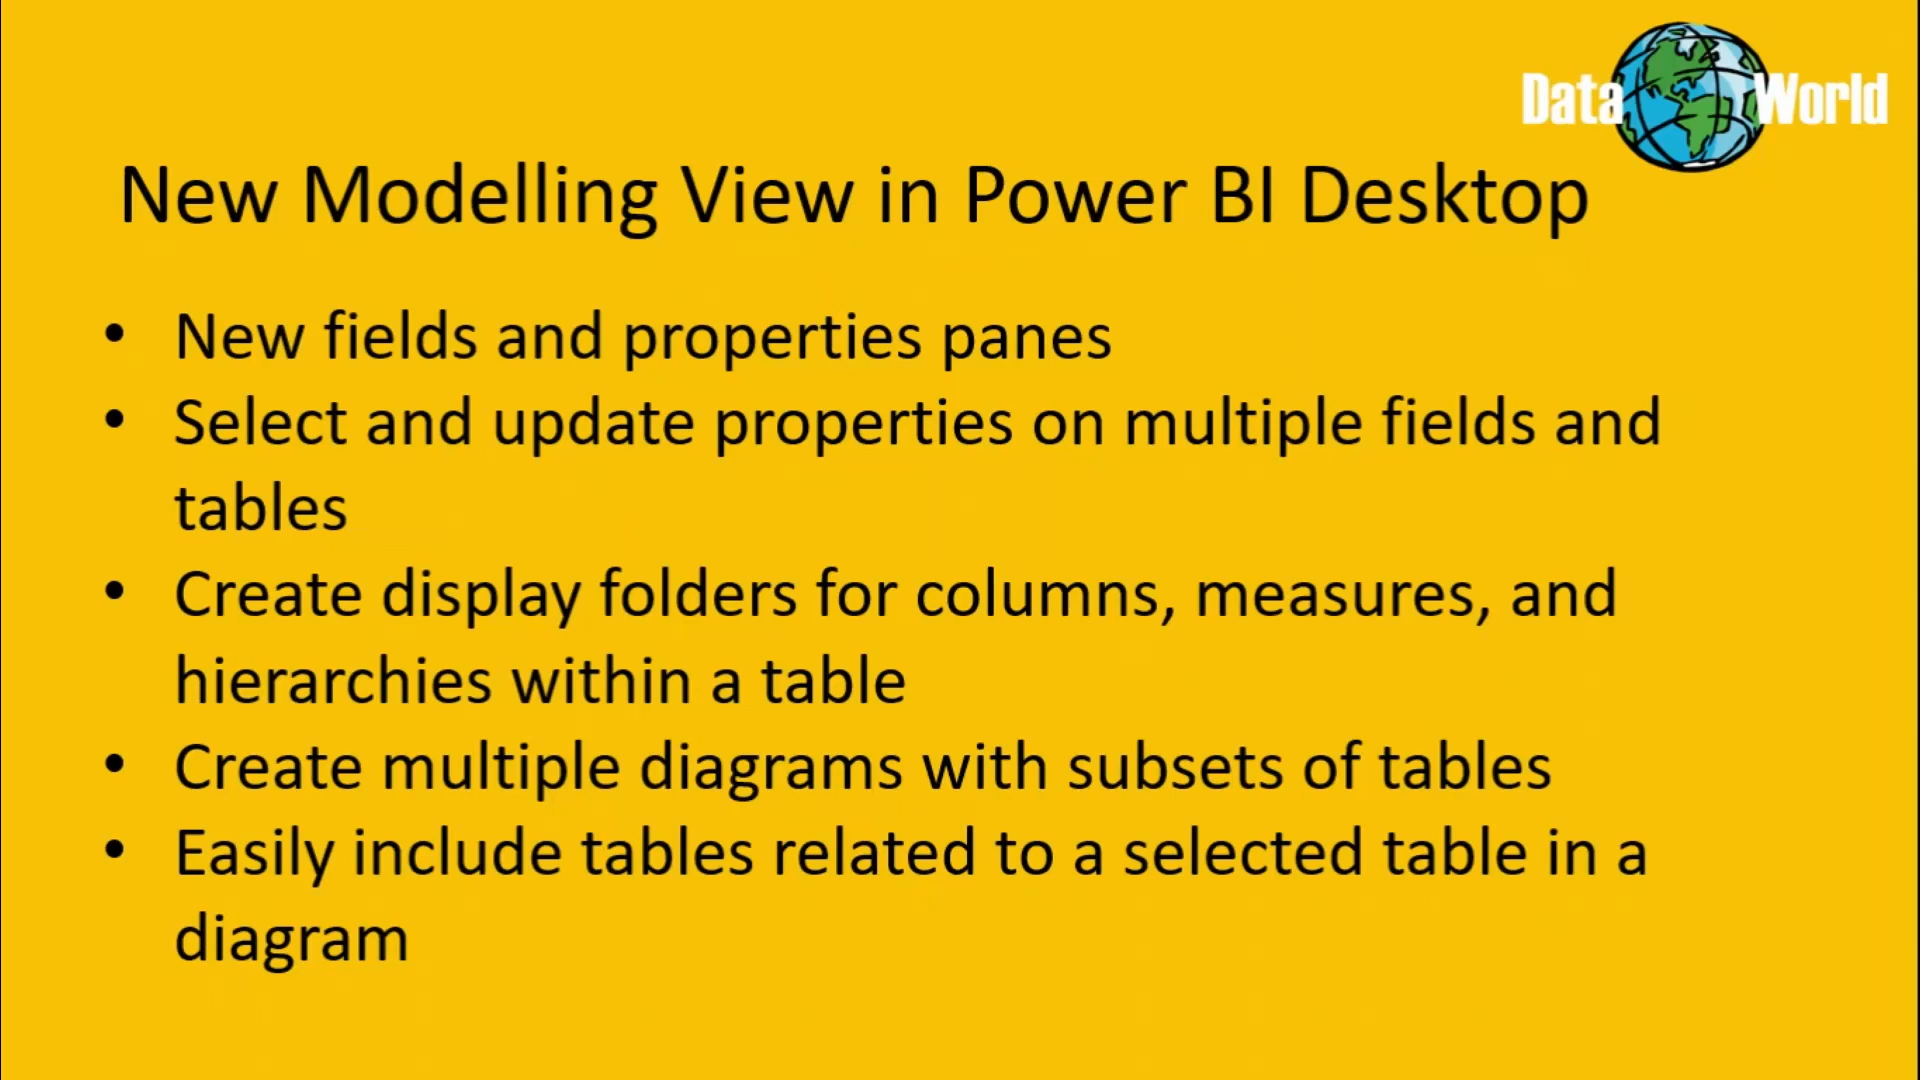 Data World
New Modelling View in Power BI Desktop
• New fields and properties panes
• Select and update properties on multiple fields and
tables
• Create display folders for columns, measures, and
hierarchies within a table
• Create multiple diagrams with subsets of tables
• Easily include tables related to a selected table in a
diagram